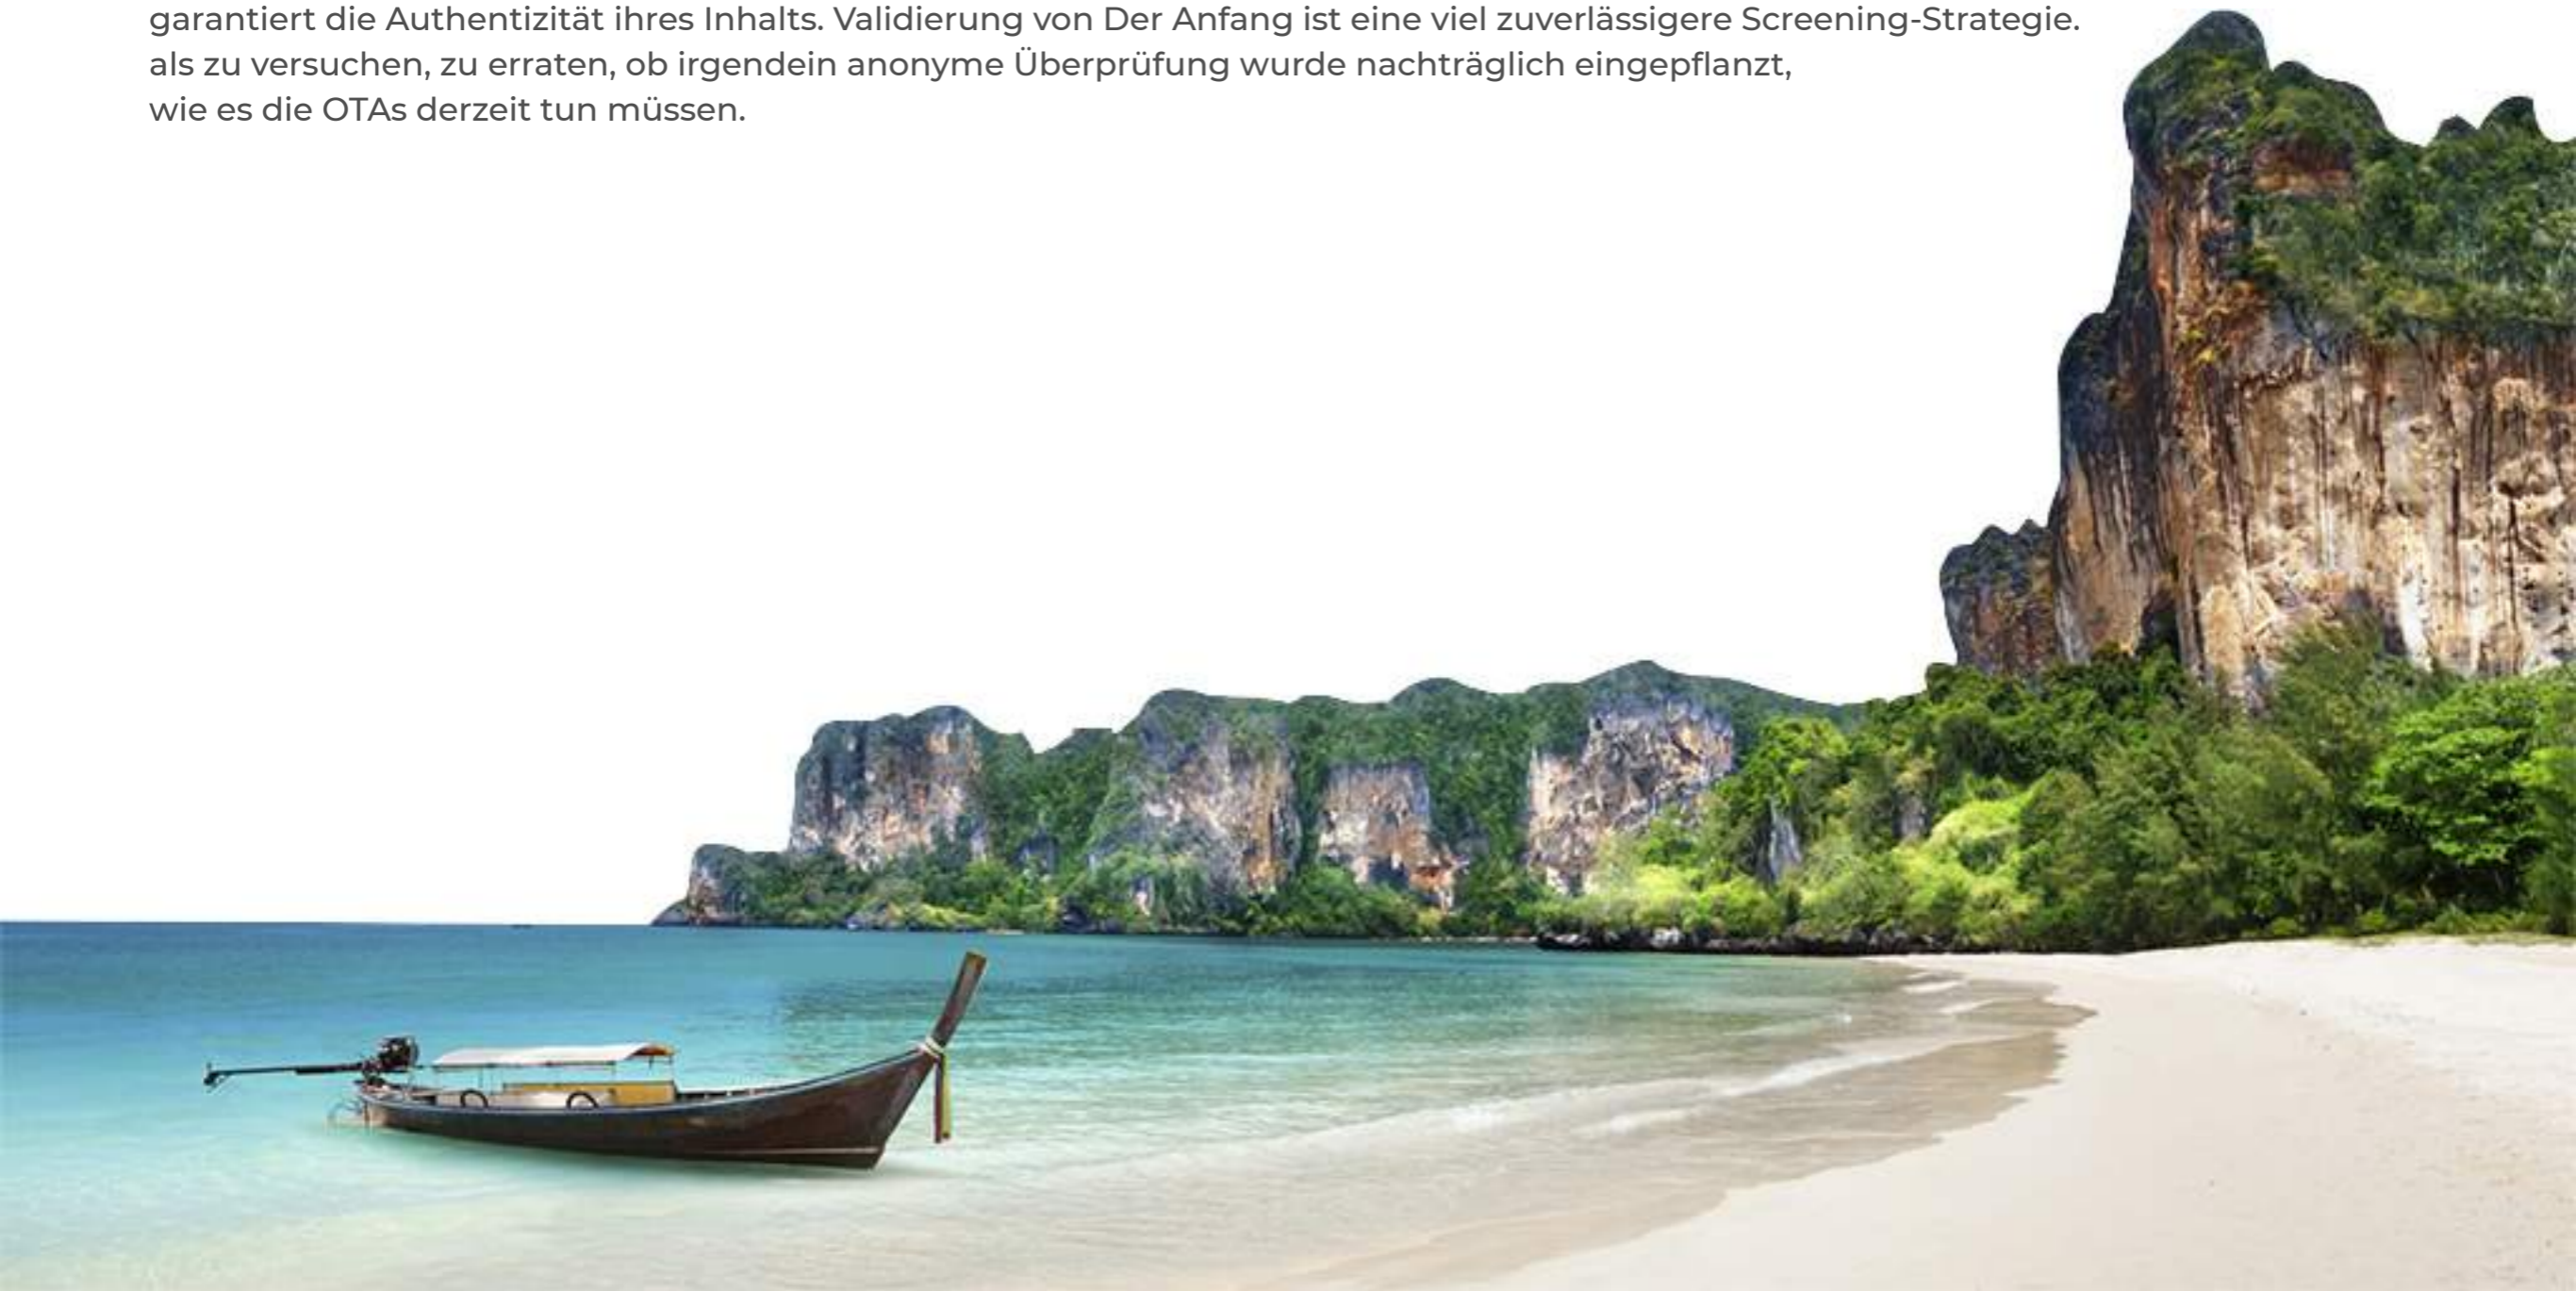 garantiert die Authentizität ihres Inhalts. Validierung von Der Anfang ist eine viel zuverlässigere Screening-Strategie.
als zu versuchen, zu erraten, ob irgendein anonyme Überprüfung wurde nachträglich eingepflanzt,
wie es die OTAs derzeit tun müssen.